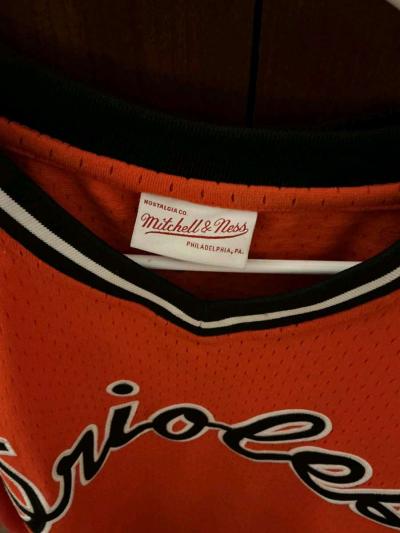 NOSTALGIA CO.
Mitchell & Ness
PHILADELPHIA, PA.
Orioles